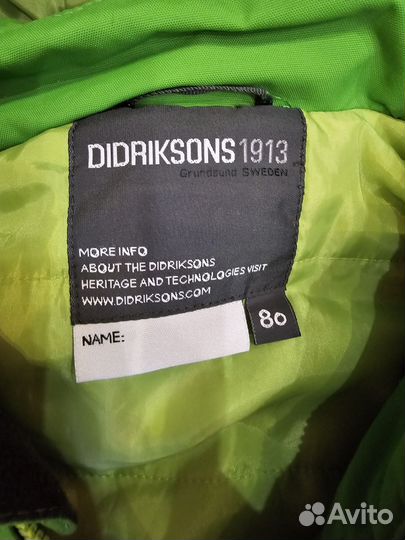 DIDRIKSONS1913
Grundsund SWEDEN
MORE INFO
ABOUT THE DIDRIKSONS
HERITAGE AND TECHNOLOGIES VISIT
WWW.DIDRIKSONS.COM
NAME:
80
Avito